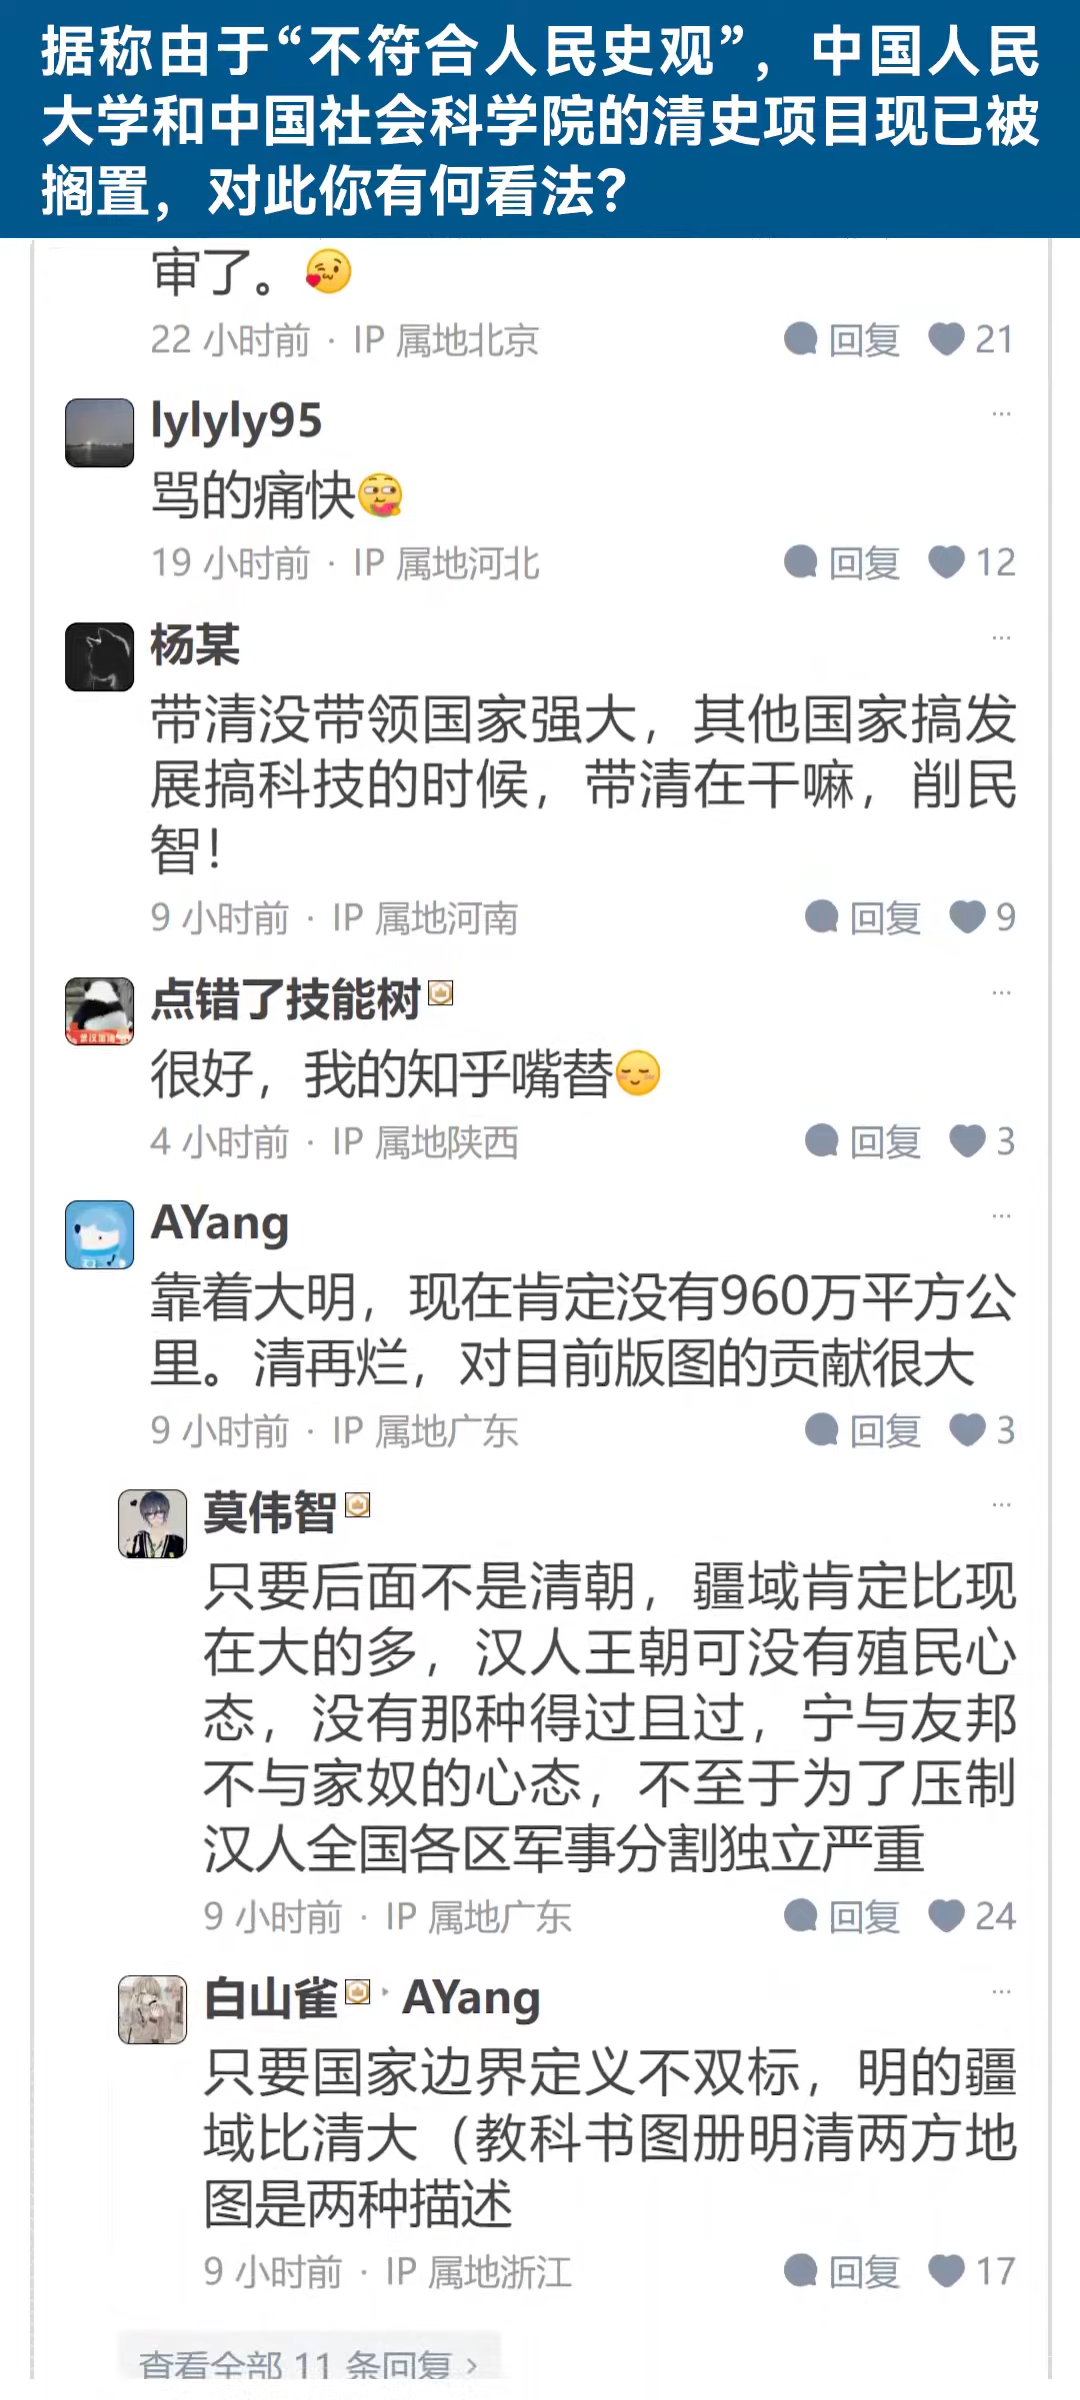 据称由于“不符合人民史观”，中国人民
大学和中国社会科学院的清史项目现已被
搁置，对此你有何看法？
审了。😘
22 小时前 · IP 属地北京 回复 21
lylyly95
骂的痛快
19 小时前 · IP 属地河北 回复 12
杨某
带清没带领国家强大，其他国家搞发
展搞科技的时候，带清在干嘛，削民
智！
9 小时前 · IP 属地河南 回复 9
点错了技能树
很好，我的知乎嘴替😌
4 小时前 · IP 属地陕西 回复 3
AYang
靠着大明，现在肯定没有960万平方公
里。清再烂，对目前版图的贡献很大
9 小时前 · IP 属地广东 回复 3
莫伟智
只要后面不是清朝，疆域肯定比现
在大的多，汉人王朝可没有殖民心
态，没有那种得过且过，宁与友邦
不与家奴的心态，不至于为了压制
汉人全国各区军事分割独立严重
9 小时前 · IP 属地广东 回复 24
白山雀 AYang
只要国家边界定义不双标，明的疆
域比清大（教科书图册明清两方地
图是两种描述
9 小时前 · IP 属地浙江 回复 17
查看全部 11 条回复 ›